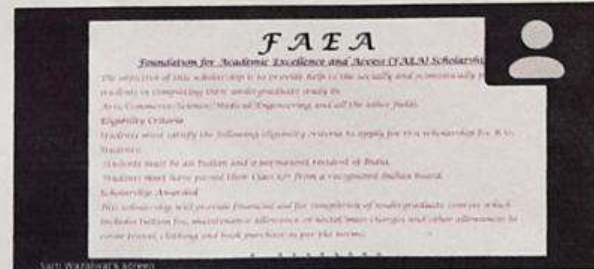 FAEA
Foundation for Academic Excellence and Access (FAEA) Scholarship
The objective of this scholarship is to provide help to the socially and economically
students in completing their undergraduate study in
Arts/Commerce/Science/Medical/Engineering and all the other fields.
Eligibility Criteria
Students must satisfy the following eligibility criteria to apply for this scholarship for
Students:
Students must be an Indian and a permanent resident of India.
Students must have passed their Class XII from a recognized Indian Board.
Scholarship Awarded
This scholarship will provide financial aid for completion of undergraduate courses which
includes tuition fee, maintenance allowance or hostel/mess charges and other allowances to
cover travel, clothing and book purchase as per the norms.
screen